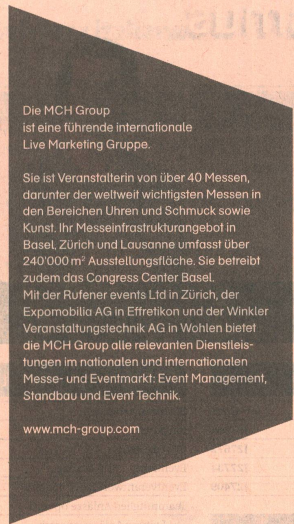 Die MCH Group
ist eine führende internationale
Live Marketing Gruppe.
Sie ist Veranstalterin von über 40 Messen,
darunter der weltweit wichtigsten Messen in
den Bereichen Uhren und Schmuck sowie
Kunst. Ihr Messeinfrastrukturangebot in
Basel, Zürich und Lausanne umfasst über
240'000 m² Ausstellungsfläche. Sie betreibt
zudem das Congress Center Basel.
Mit der Rufener events Ltd in Zürich, der
Expomobilia AG in Effretikon und der Winkler
Veranstaltungstechnik AG in Wohlen bietet
die MCH Group alle relevanten Dienstleis-
tungen im nationalen und internationalen
Messe- und Eventmarkt: Event Management,
Standbau und Event Technik.
www.mch-group.com